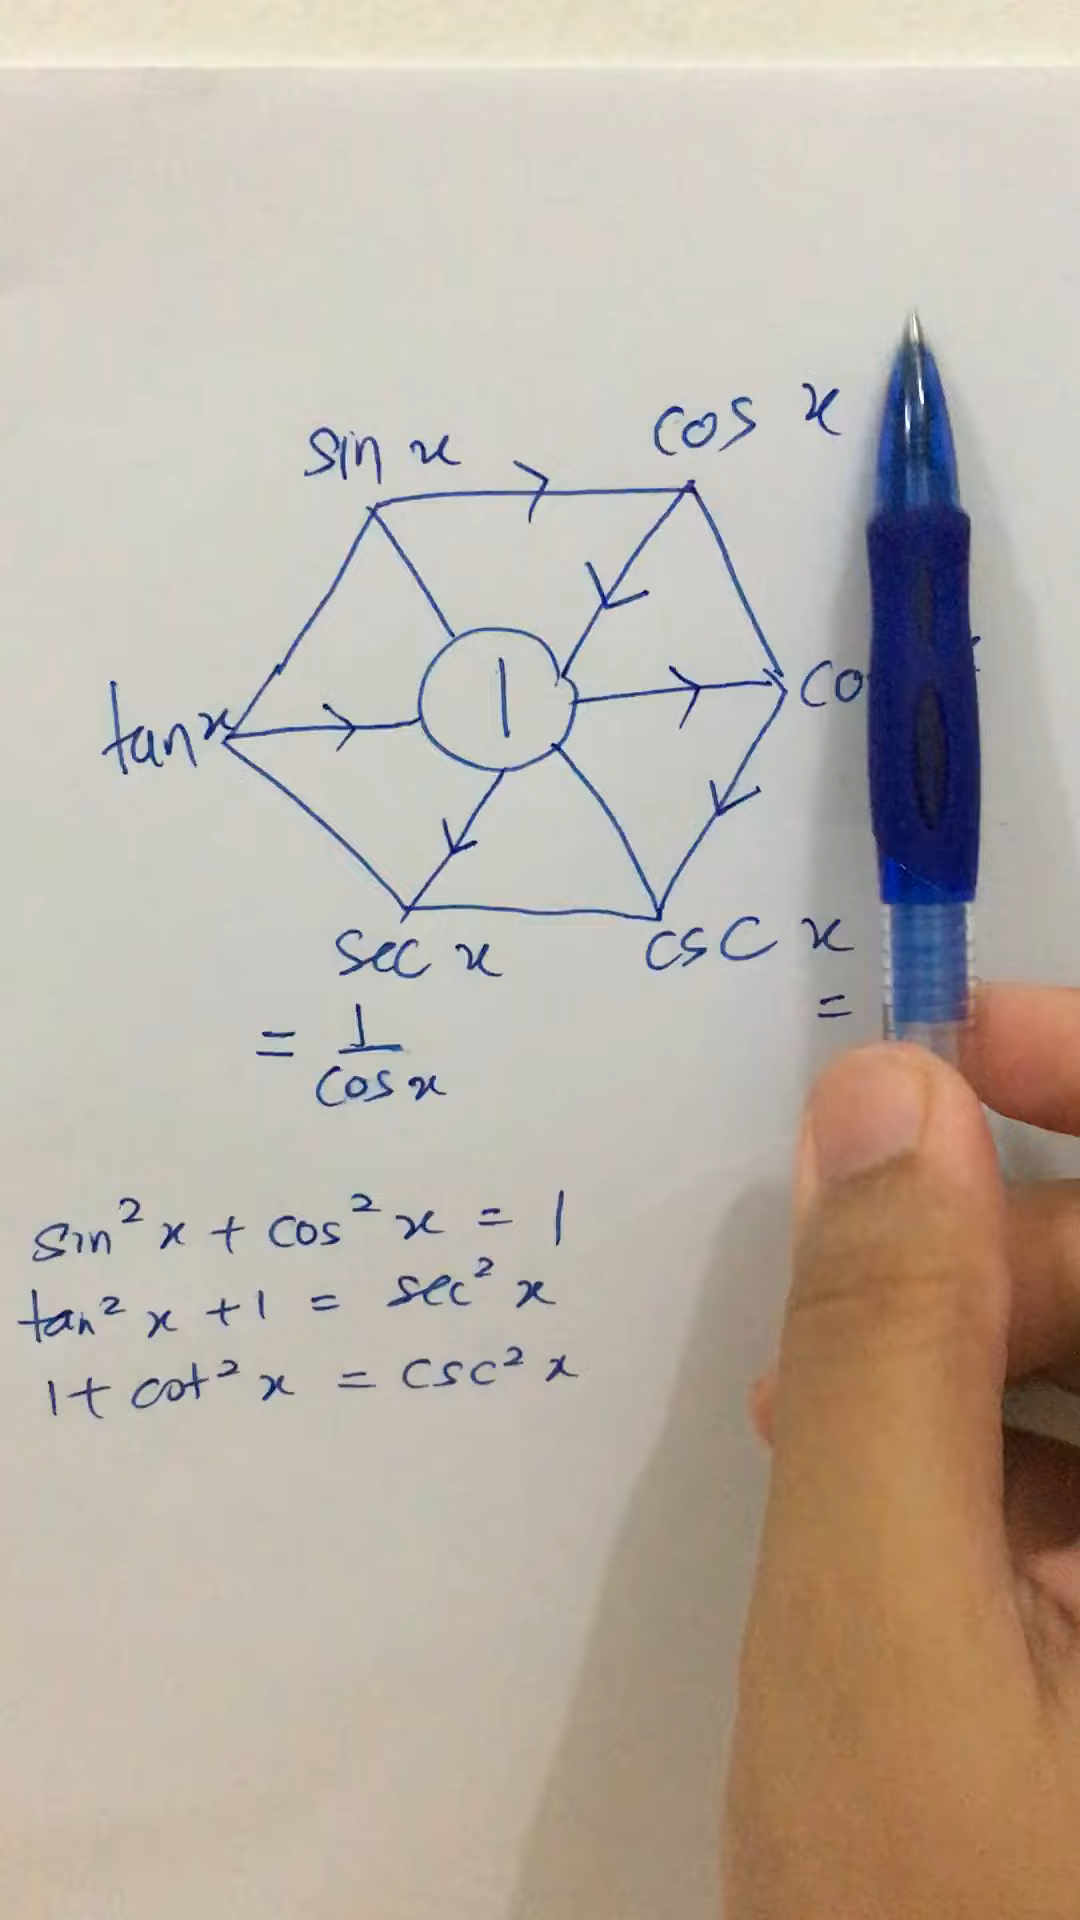 sin x
cos x
1
tan x
sec x
csc x
= 1/cos x
=
sin² x + cos² x = 1
tan² x + 1 = sec² x
1 + cot² x = csc² x